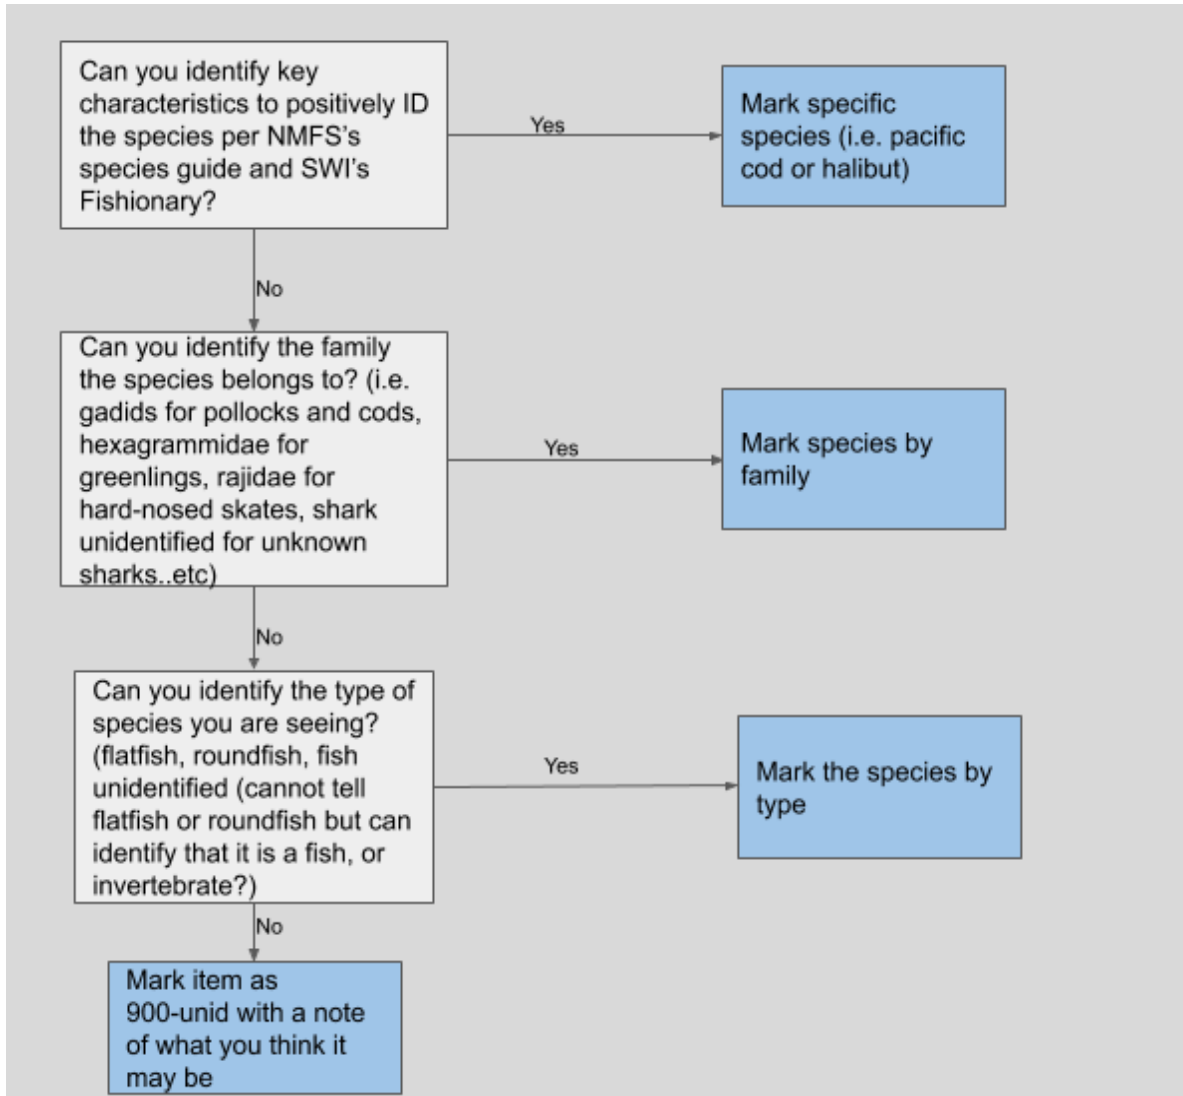 Can you identify key
characteristics to positively ID
the species per NMFS's
species guide and SWI's
Fishionary?
Yes
Mark specific
species (i.e. pacific
cod or halibut)
No
Can you identify the family
the species belongs to? (i.e.
gadids for pollocks and cods,
hexagrammidae for
greenlings, rajidae for
hard-nosed skates, shark
unidentified for unknown
sharks..etc)
Yes
Mark species by
family
No
Can you identify the type of
species you are seeing?
(flatfish, roundfish, fish
unidentified (cannot tell
flatfish or roundfish but can
identify that it is a fish, or
invertebrate?)
Yes
Mark the species by
type
No
Mark item as
900-unid with a note
of what you think it
may be